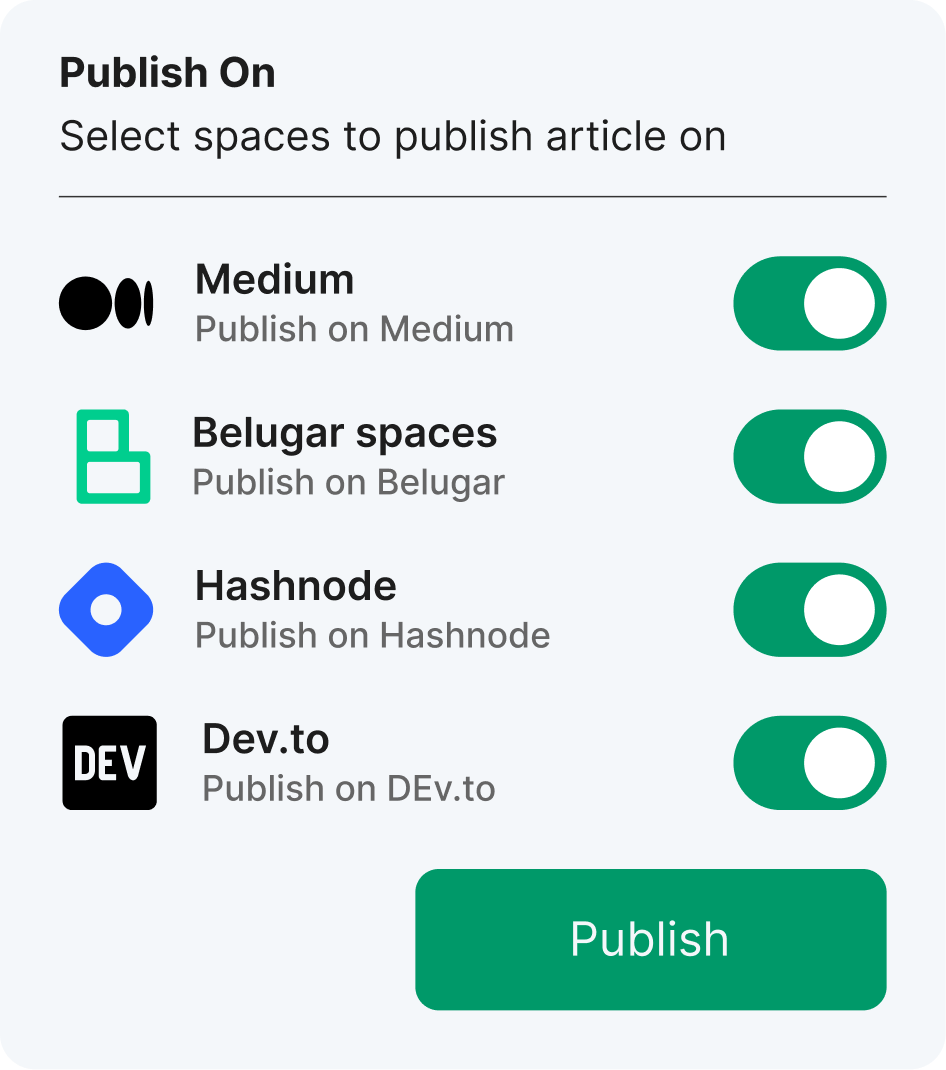 Publish On
Select spaces to publish article on
Medium
Publish on Medium
Belugar spaces
Publish on Belugar
Hashnode
Publish on Hashnode
DEV
Dev.to
Publish on DEv.to
Publish